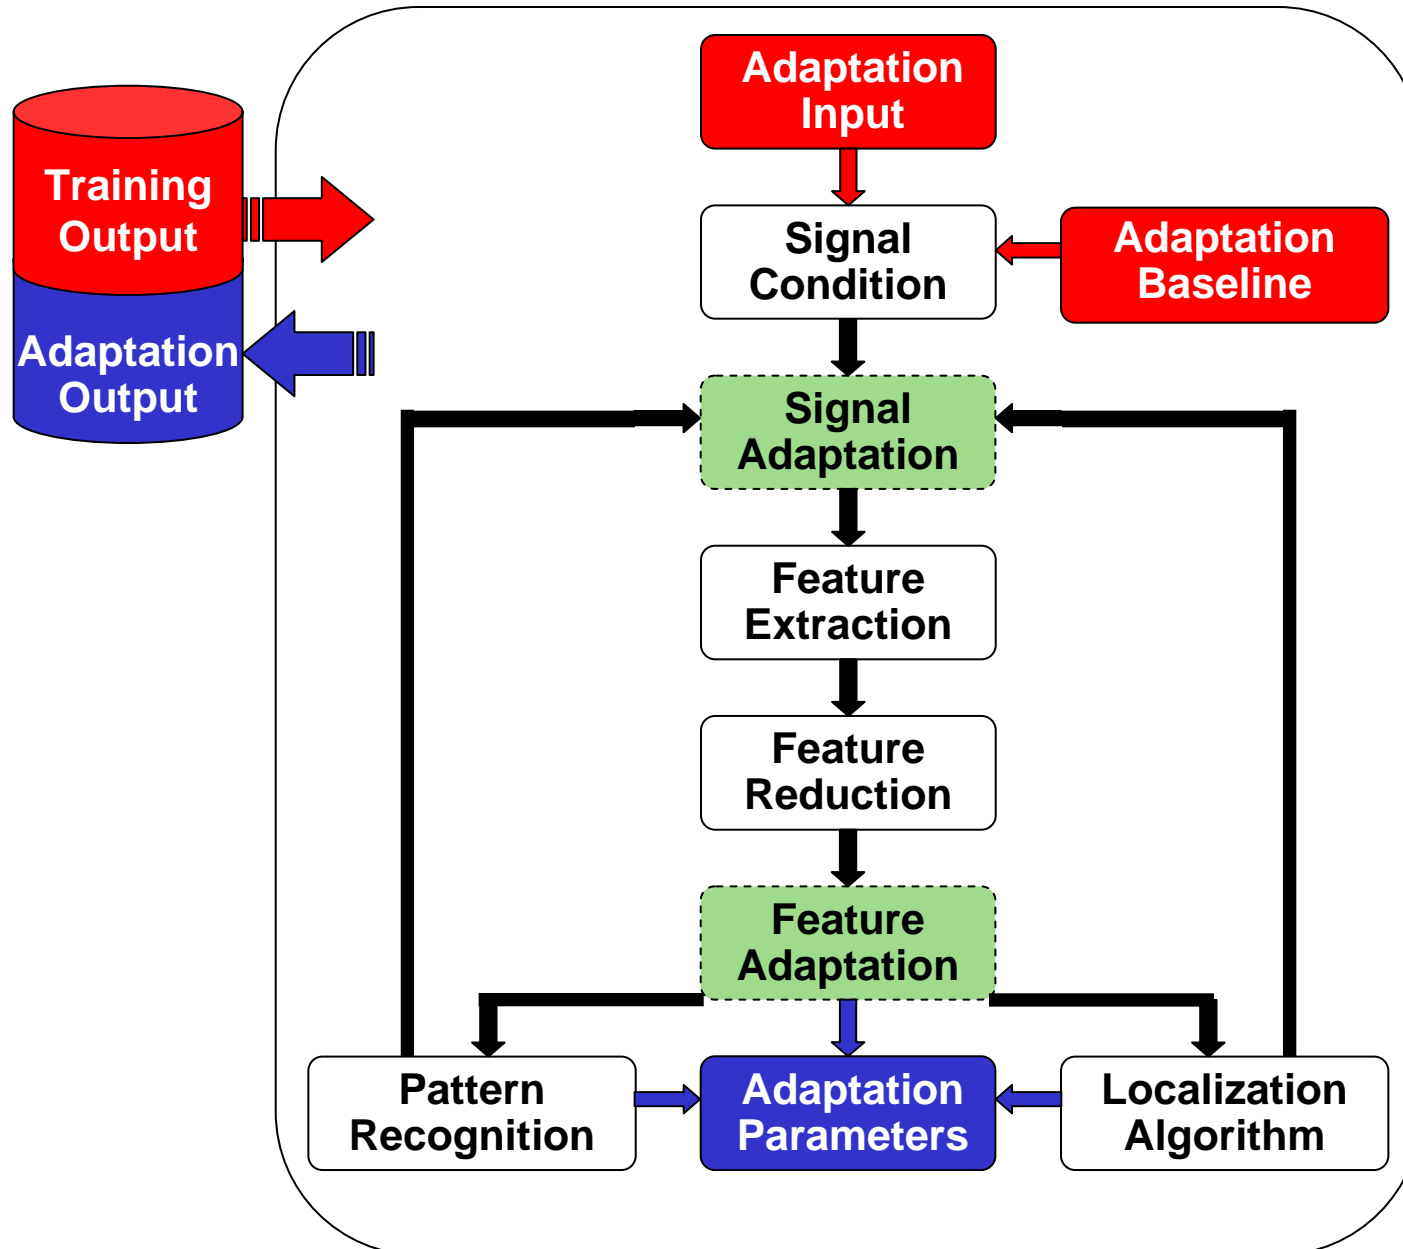 Adaptation
Input
Training
Output
Signal
Condition
Adaptation
Baseline
Adaptation
Output
Signal
Adaptation
Feature
Extraction
Feature
Reduction
Feature
Adaptation
Pattern
Recognition
Adaptation
Parameters
Localization
Algorithm